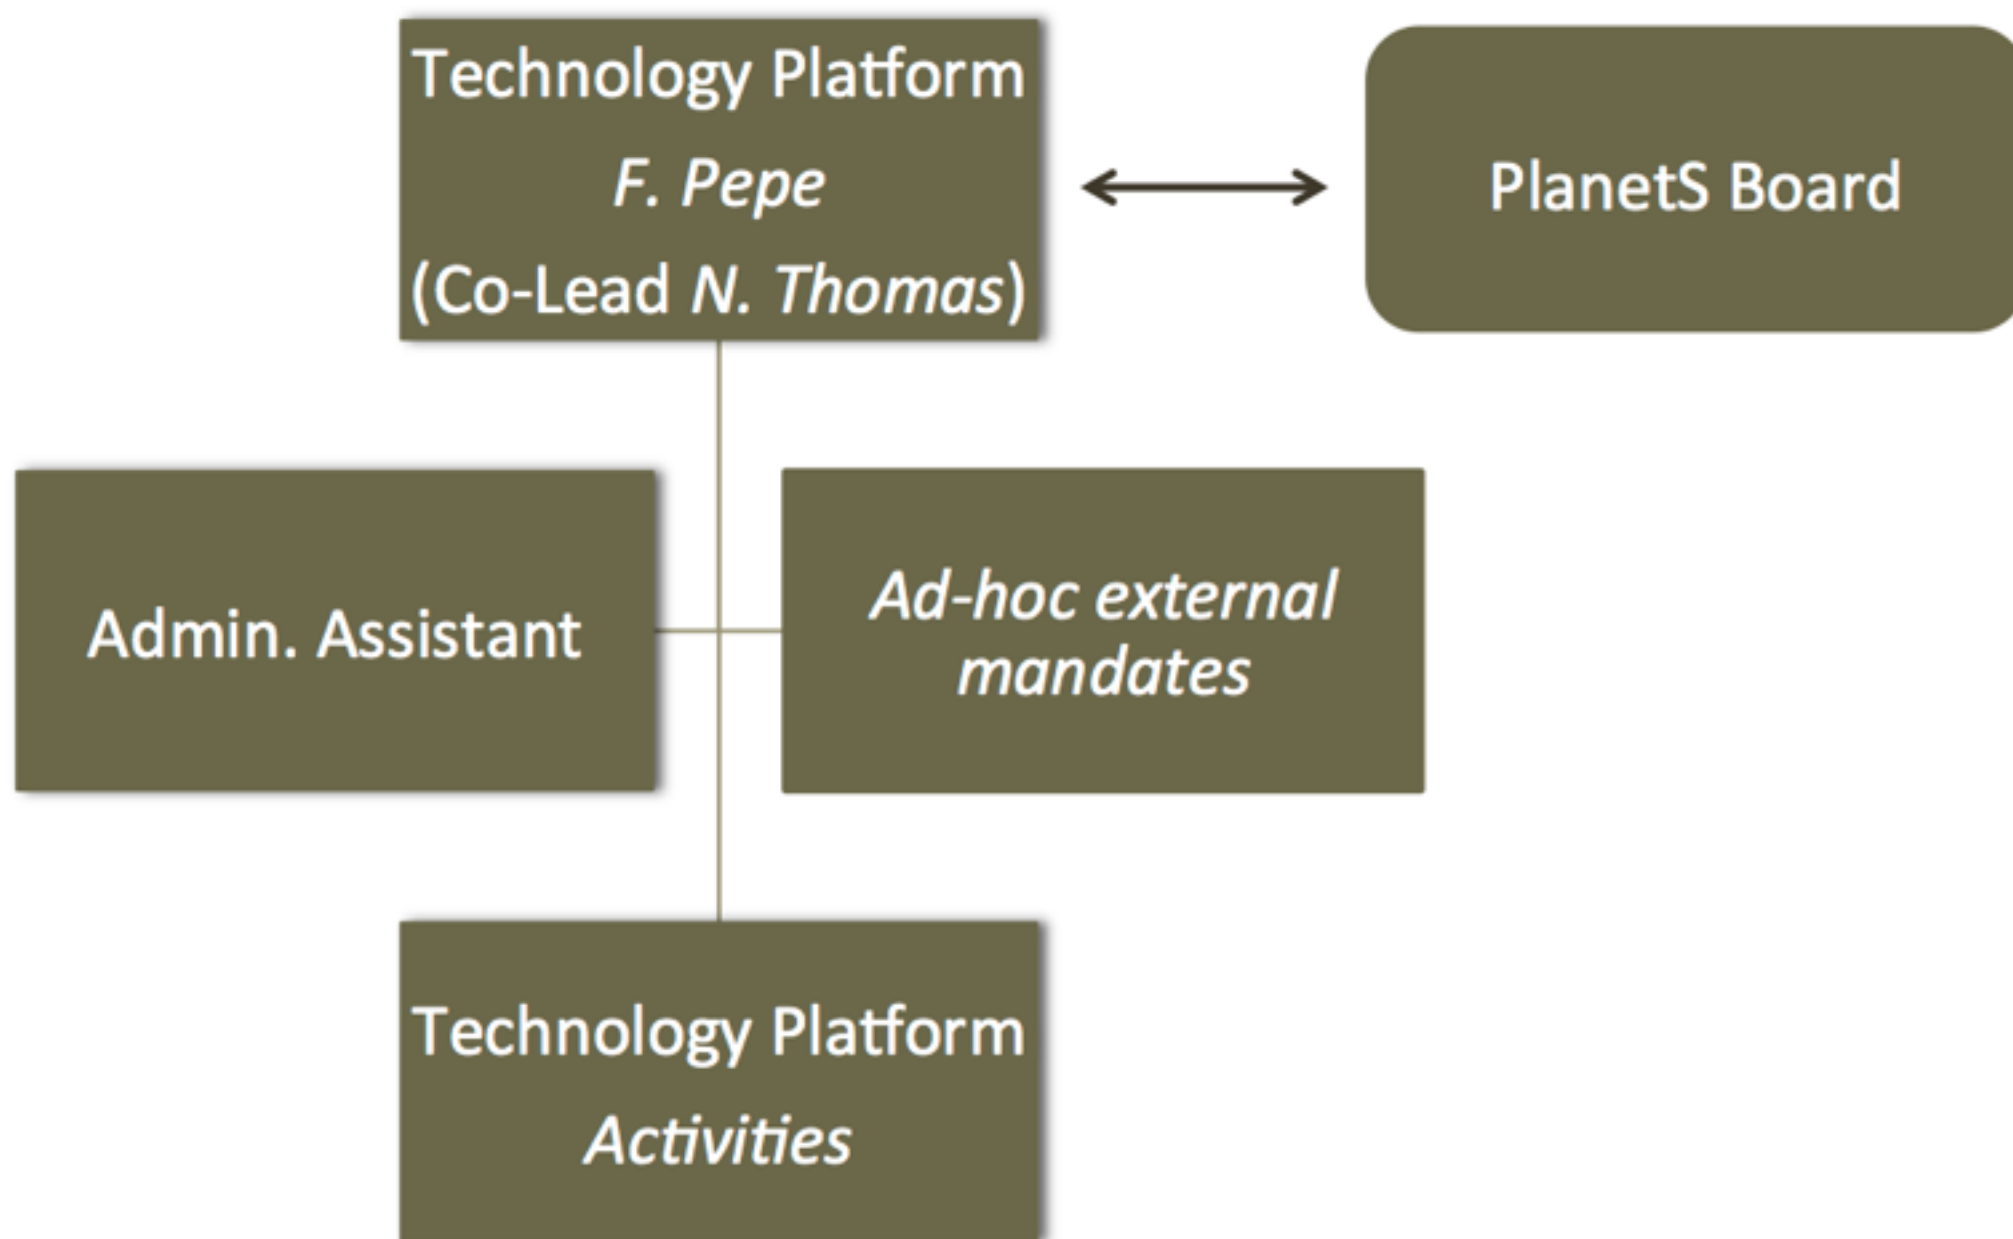 Technology Platform
F. Pepe
(Co-Lead N. Thomas)
PlanetS Board
Admin. Assistant
Ad-hoc external
mandates
Technology Platform
Activities